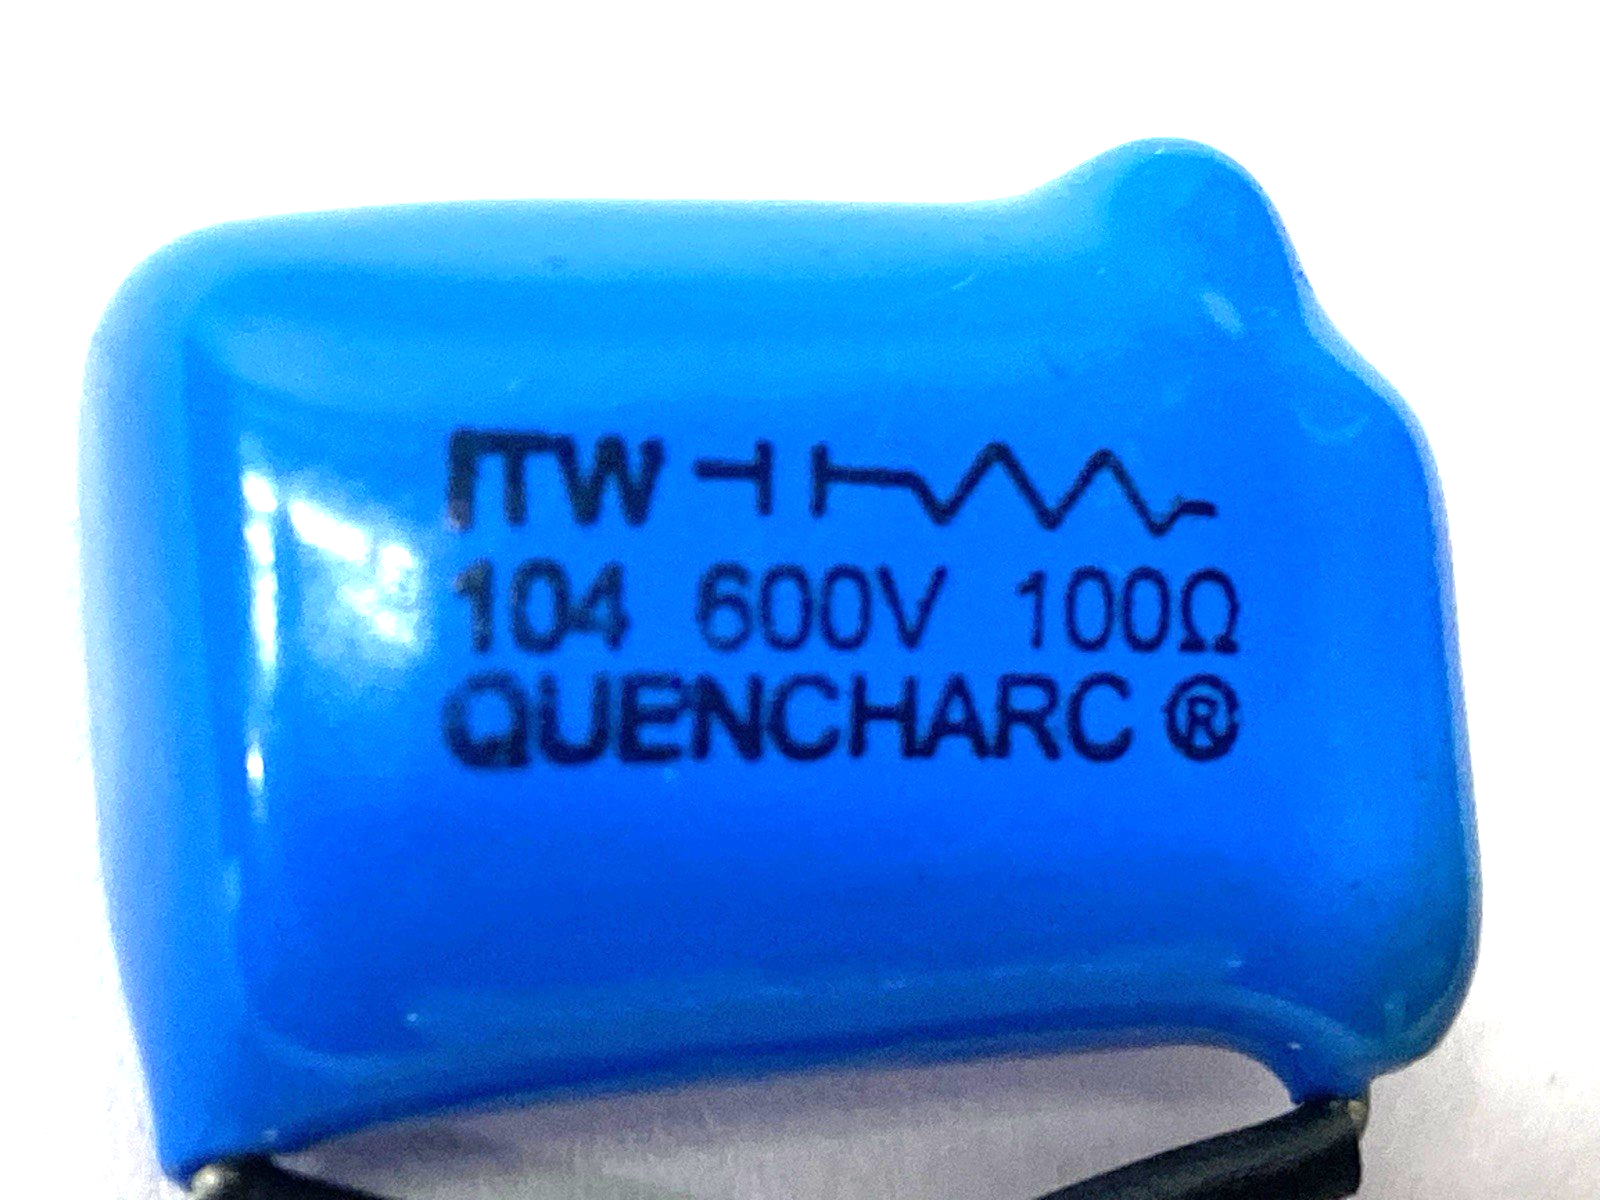 ITW
104 600V 100Ω
QUENCHARC ®